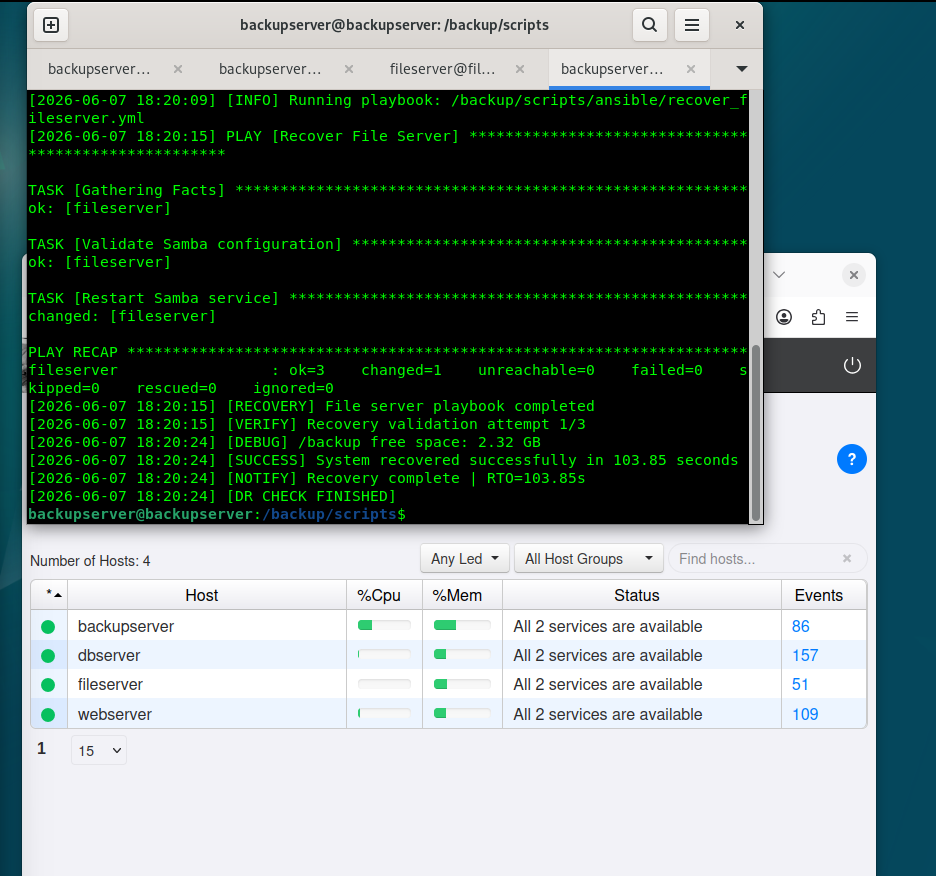 backupserver@backupserver: /backup/scripts
backupserver...
backupserver...
fileserver@fil...
backupserver...
[2026-06-07 18:20:09] [INFO] Running playbook: /backup/scripts/ansible/recover_f
ileserver.yml
[2026-06-07 18:20:15] PLAY [Recover File Server] *******************************
**********************
TASK [Gathering Facts] *********************************************************
ok: [fileserver]
TASK [Validate Samba configuration] ********************************************
ok: [fileserver]
TASK [Restart Samba service] ***************************************************
changed: [fileserver]
PLAY RECAP *********************************************************************
fileserver                 : ok=3    changed=1    unreachable=0    failed=0    s
kipped=0    rescued=0    ignored=0
[2026-06-07 18:20:15] [RECOVERY] File server playbook completed
[2026-06-07 18:20:15] [VERIFY] Recovery validation attempt 1/3
[2026-06-07 18:20:24] [DEBUG] /backup free space: 2.32 GB
[2026-06-07 18:20:24] [SUCCESS] System recovered successfully in 103.85 seconds
[2026-06-07 18:20:24] [NOTIFY] Recovery complete | RTO=103.85s
[2026-06-07 18:20:24] [DR CHECK FINISHED]
backupserver@backupserver:/backup/scripts$
?
Number of Hosts: 4
Any Led
All Host Groups
Find hosts...
* Host %Cpu %Mem Status Events
backupserver All 2 services are available 86
dbserver All 2 services are available 157
fileserver All 2 services are available 51
webserver All 2 services are available 109
1 15